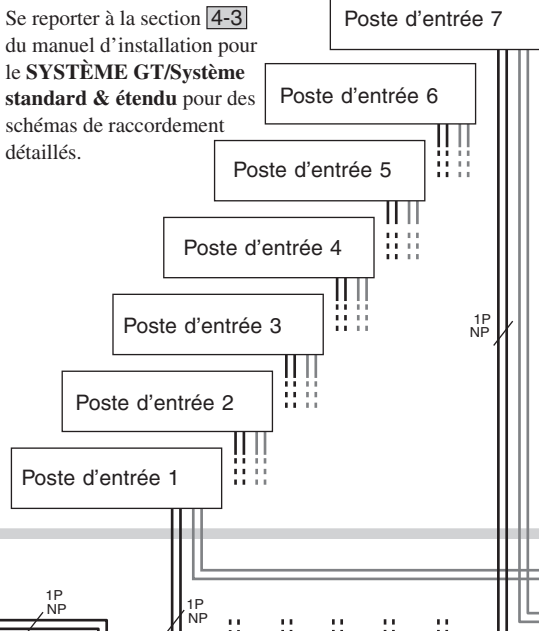 Se reporter à la section 4-3
du manuel d'installation pour
le SYSTÈME GT/Système
standard & étendu pour des
schémas de raccordement
détaillés.
Poste d'entrée 7
Poste d'entrée 6
Poste d'entrée 5
Poste d'entrée 4
Poste d'entrée 3
1P
NP
Poste d'entrée 2
Poste d'entrée 1
1P
NP
1P
NP